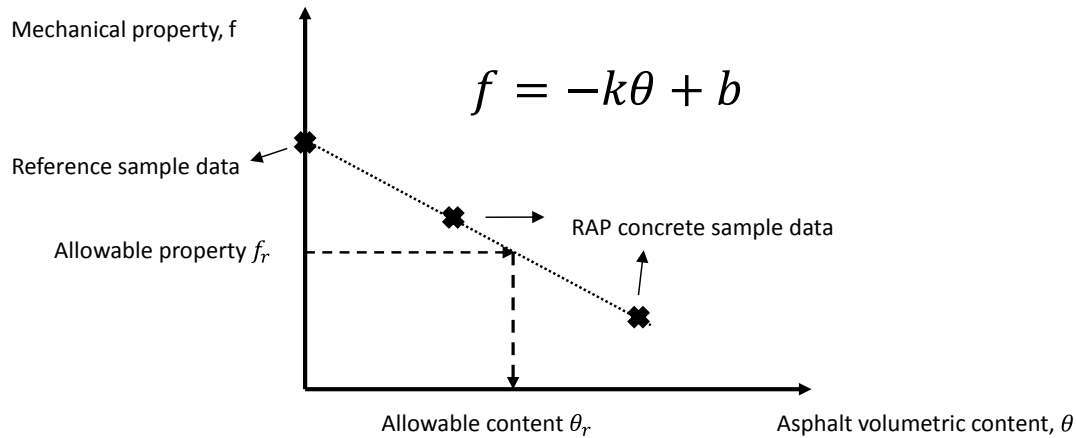 Mechanical property, f
f = −kθ + b
Reference sample data
RAP concrete sample data
Allowable property f_r
Allowable content θ_r
Asphalt volumetric content, θ